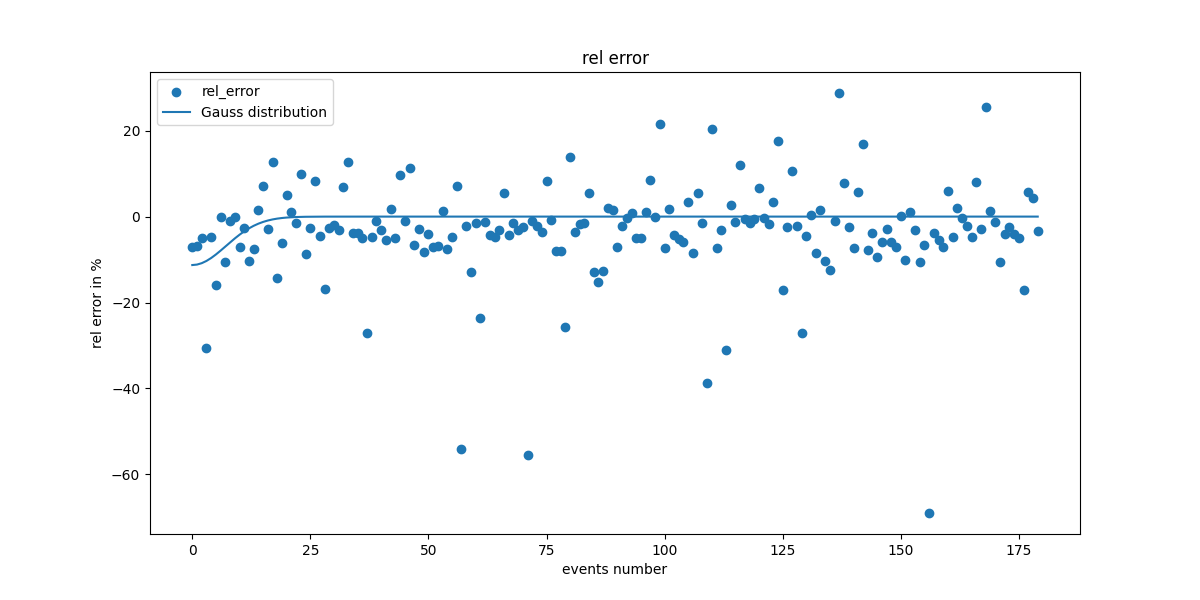 rel error
rel_error
Gauss distribution
20
0
−20
−40
−60
rel error in %
0
25
50
75
100
125
150
175
events number